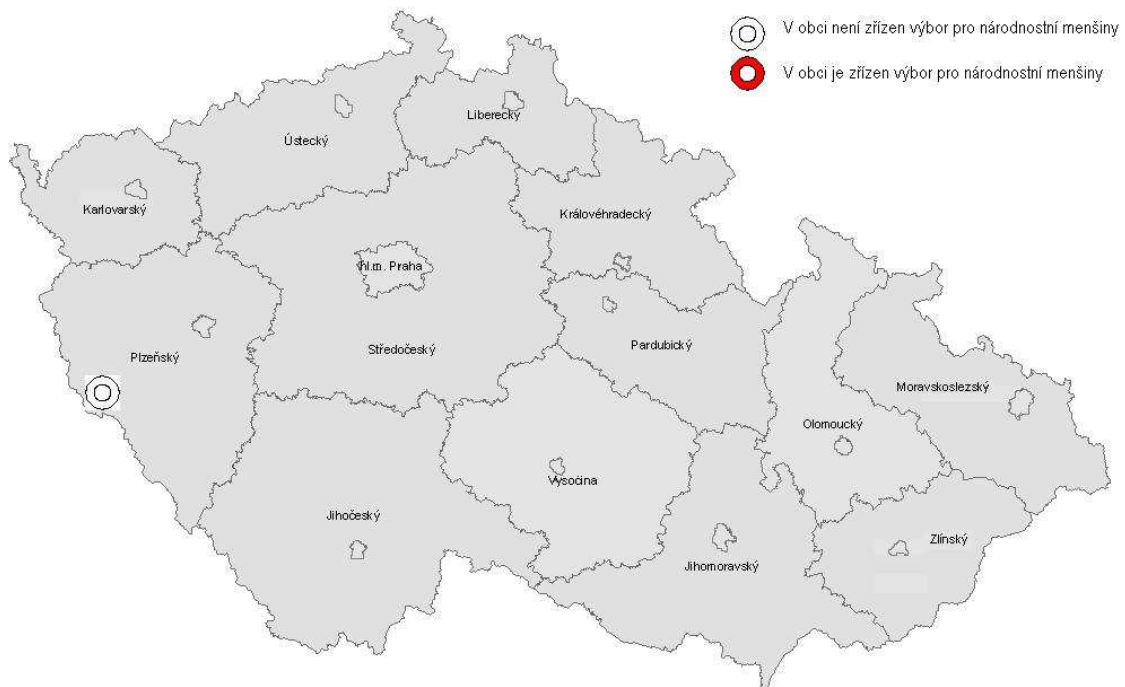 V obci není zřízen výbor pro národnostní menšiny
V obci je zřízen výbor pro národnostní menšiny
Liberecký
Ústecký
Karlovarský
Královéhradecký
hl.m. Praha
Středočeský
Pardubický
Plzeňský
Moravskoslezský
Olomoucký
Vysočina
Jihočeský
Zlínský
Jihomoravský